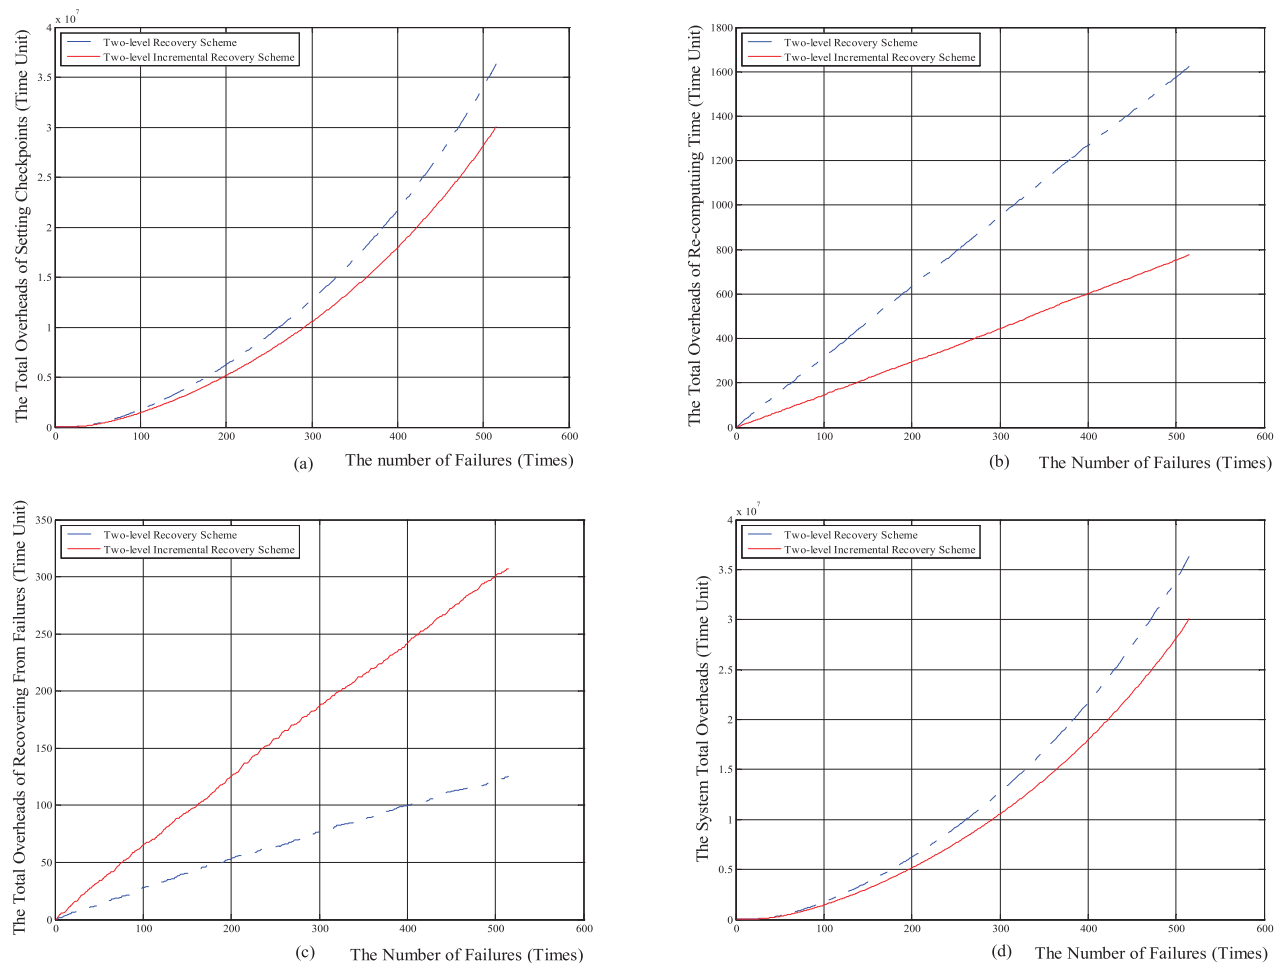 x 10⁷
4
3.5
3
2.5
2
1.5
1
0.5
0
0 100 200 300 400 500 600
Two-level Recovery Scheme
Two-level Incremental Recovery Scheme
The Total Overheads of Setting Checkpoints (Time Unit)
(a) The number of Failures (Times)
1800
1600
1400
1200
1000
800
600
400
200
0
0 100 200 300 400 500 600
Two-level Recovery Scheme
Two-level Incremental Recovery Scheme
The Total Overheads of Re-computuing Time (Time Unit)
(b) The Number of Failures (Times)
350
300
250
200
150
100
50
0
0 100 200 300 400 500 600
Two-level Recovery Scheme
Two-level Incremental Recovery Scheme
The Total Overheads of Recovering From Failures (Time Unit)
(c) The Number of Failures (Times)
x 10⁷
4
3.5
3
2.5
2
1.5
1
0.5
0
0 100 200 300 400 500 600
Two-level Recovery Scheme
Two-level Incremental Recovery Scheme
The System Total Overheads (Time Unit)
(d) The Number of Failures (Times)